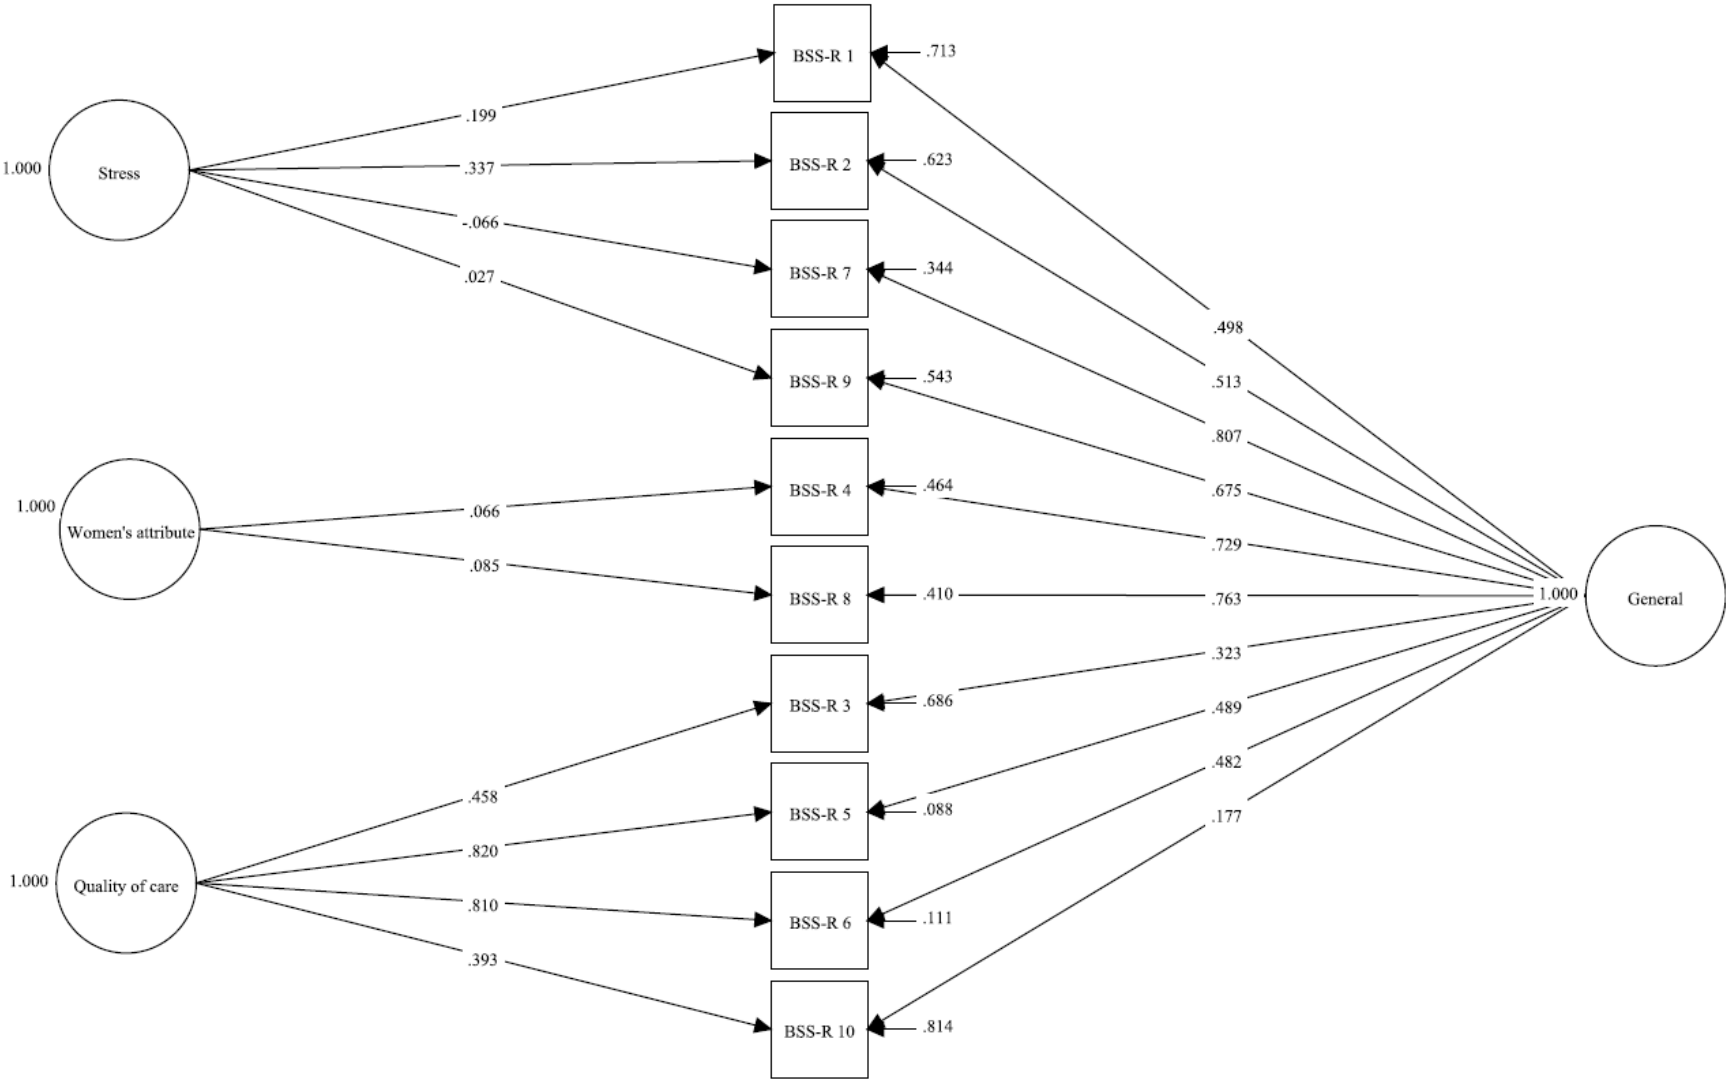 BSS-R 1
.713
.199
1.000
Stress
BSS-R 2
.623
.337
-.066
BSS-R 7
.344
.027
.498
BSS-R 9
.543
.513
.807
1.000
Women's attribute
.066
BSS-R 4
.464
.675
.729
.085
BSS-R 8
.410
.763
1.000
General
.323
BSS-R 3
.686
.489
.458
.482
BSS-R 5
.088
.177
.820
1.000
Quality of care
.810
BSS-R 6
.111
.393
BSS-R 10
.814